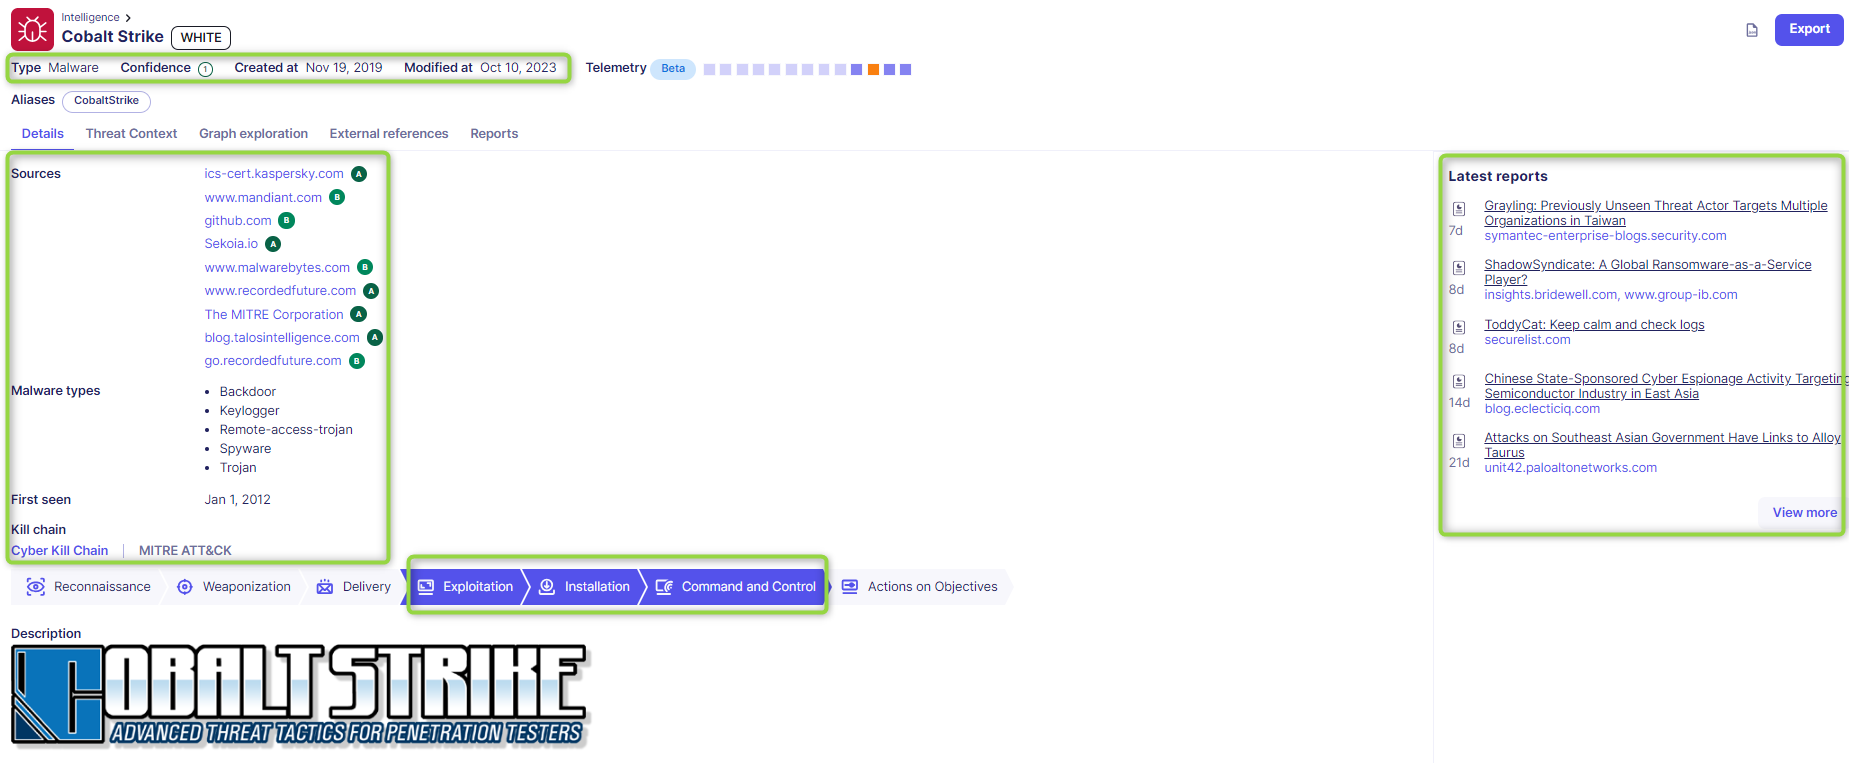 Intelligence
Cobalt Strike WHITE
Export
Type Malware Confidence 1 Created at Nov 19, 2019 Modified at Oct 10, 2023 Telemetry Beta
Aliases CobaltStrike
Details Threat Context Graph exploration External references Reports
Sources
ics-cert.kaspersky.com A
www.mandiant.com B
github.com B
Sekoia.io A
www.malwarebytes.com B
www.recordedfuture.com A
The MITRE Corporation A
blog.talosintelligence.com A
go.recordedfuture.com B
Malware types
• Backdoor
• Keylogger
• Remote-access-trojan
• Spyware
• Trojan
First seen Jan 1, 2012
Kill chain
Cyber Kill Chain | MITRE ATT&CK
Reconnaissance Weaponization Delivery Exploitation Installation Command and Control Actions on Objectives
Description
COBALT STRIKE
ADVANCED THREAT TACTICS FOR PENETRATION TESTERS
Latest reports
Grayling: Previously Unseen Threat Actor Targets Multiple
Organizations in Taiwan
7d
symantec-enterprise-blogs.security.com
ShadowSyndicate: A Global Ransomware-as-a-Service
Player?
8d
insights.bridewell.com, www.group-ib.com
ToddyCat: Keep calm and check logs
securelist.com
8d
Chinese State-Sponsored Cyber Espionage Activity Targeting
Semiconductor Industry in East Asia
14d
blog.eclecticiq.com
Attacks on Southeast Asian Government Have Links to Alloy
Taurus
21d
unit42.paloaltonetworks.com
View more